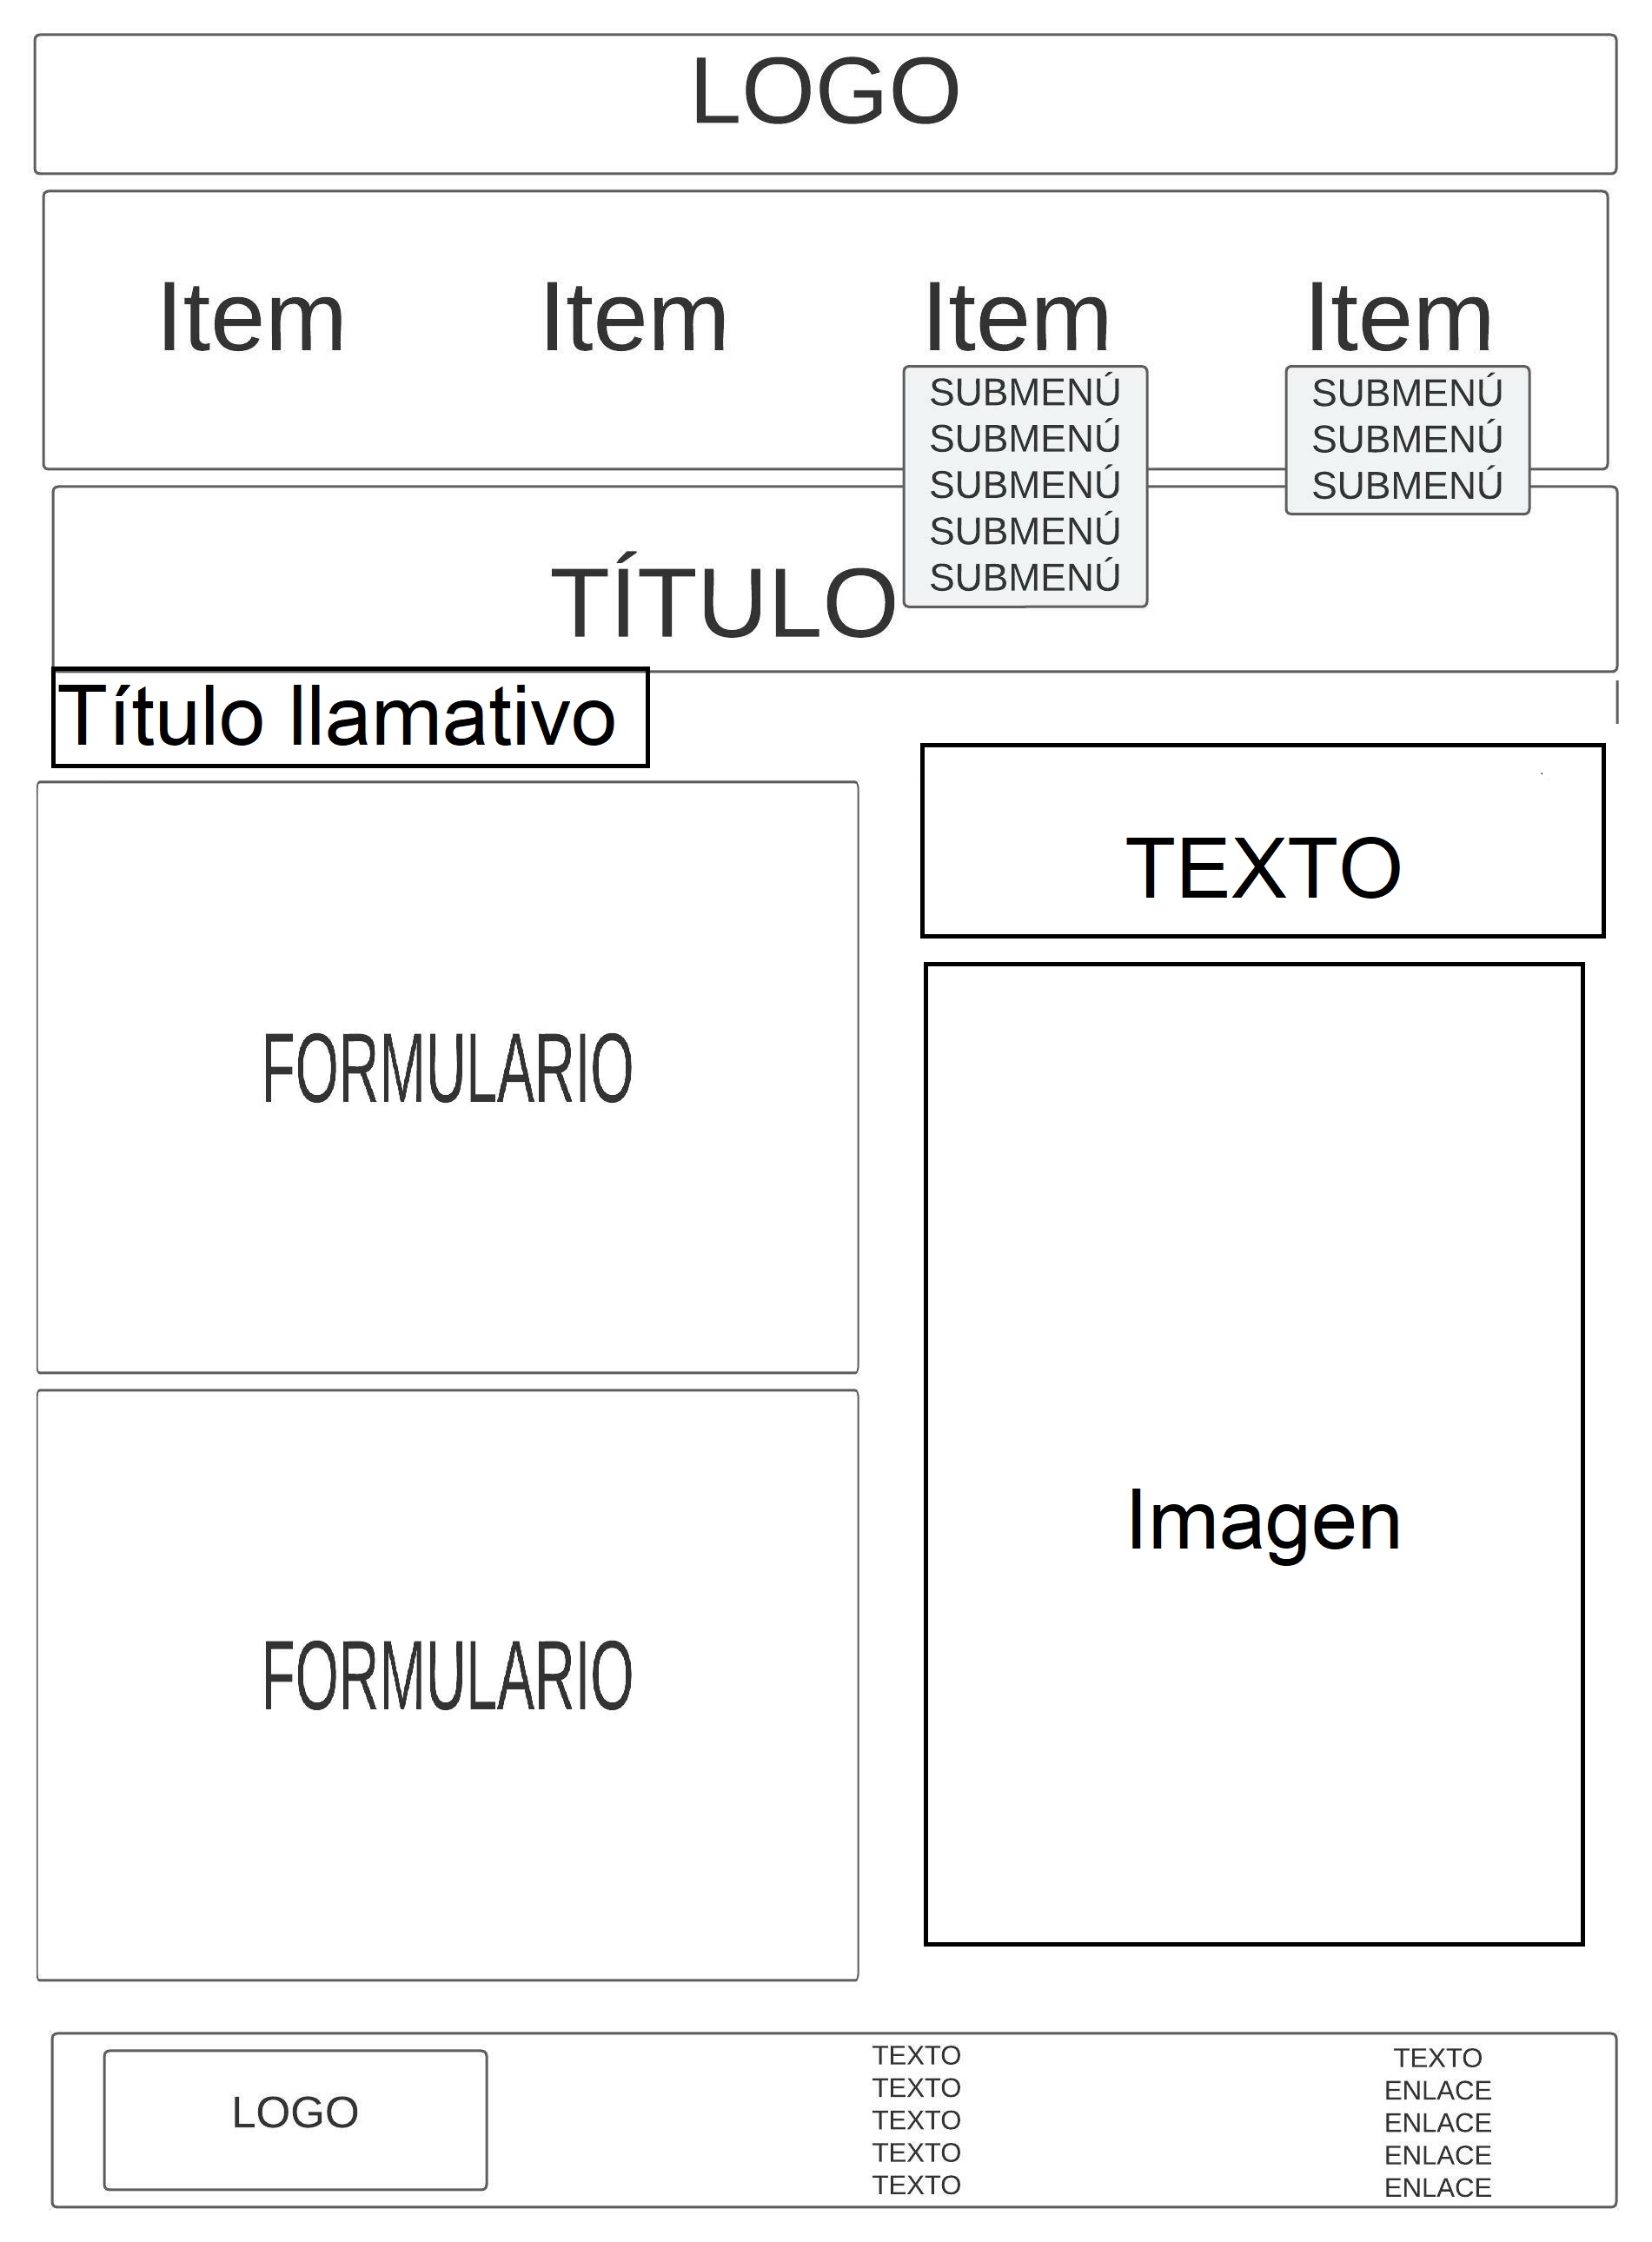 LOGO
Item Item Item Item
SUBMENÚ SUBMENÚ
SUBMENÚ SUBMENÚ
SUBMENÚ SUBMENÚ
SUBMENÚ
SUBMENÚ
TÍTULO
Título llamativo
TEXTO
FORMULARIO
Imagen
FORMULARIO
LOGO
TEXTO
TEXTO
TEXTO
TEXTO
TEXTO
TEXTO
ENLACE
ENLACE
ENLACE
ENLACE